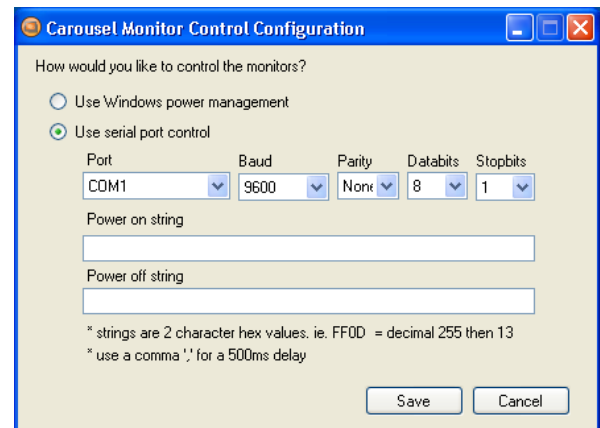 Carousel Monitor Control Configuration
How would you like to control the monitors?
Use Windows power management
Use serial port control
Port Baud Parity Databits Stopbits
COM1 9600 None 8 1
Power on string
Power off string
* strings are 2 character hex values. ie. FF0D = decimal 255 then 13
* use a comma ',' for a 500ms delay
Save Cancel